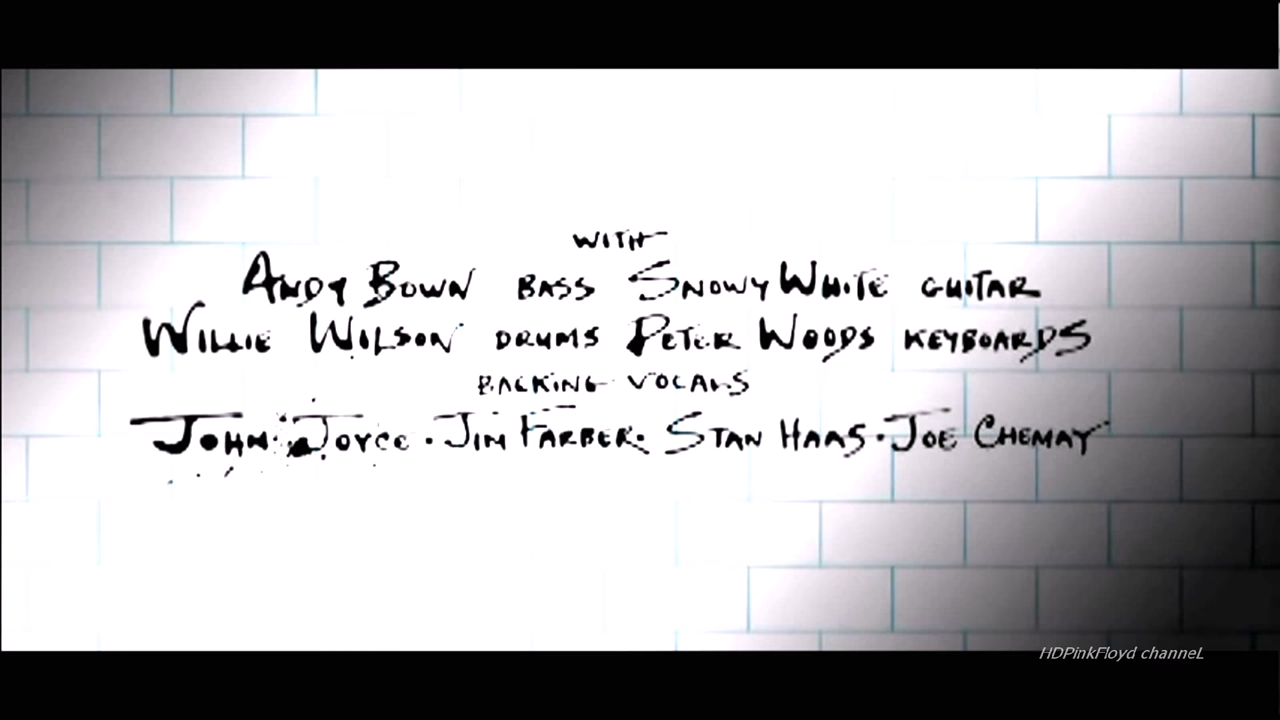 WITH
ANDY BOWN BASS SNOWY WHITE GUITAR
WILLIE WILSON DRUMS PETER WOODS KEYBOARDS
BACKING VOCALS
JOHN JOYCE · JIM FARBER · STAN HAAS · JOE CHEMAY
HDPinkFloyd channeL